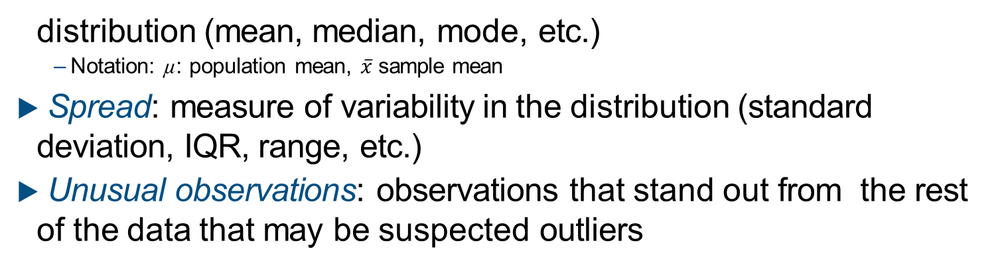 distribution (mean, median, mode, etc.)
– Notation: μ: population mean, x̄ sample mean
▶ Spread: measure of variability in the distribution (standard
deviation, IQR, range, etc.)
▶ Unusual observations: observations that stand out from the rest
of the data that may be suspected outliers